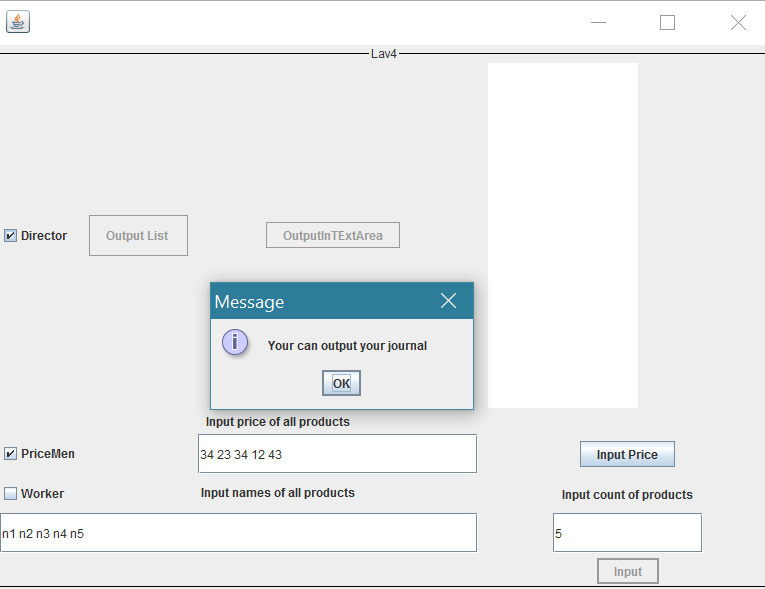 Lav4
Director
Output List
OutputInTExtArea
Message
Your can output your journal
OK
Input price of all products
PriceMen
34 23 34 12 43
Input Price
Worker
Input names of all products
Input count of products
n1 n2 n3 n4 n5
5
Input